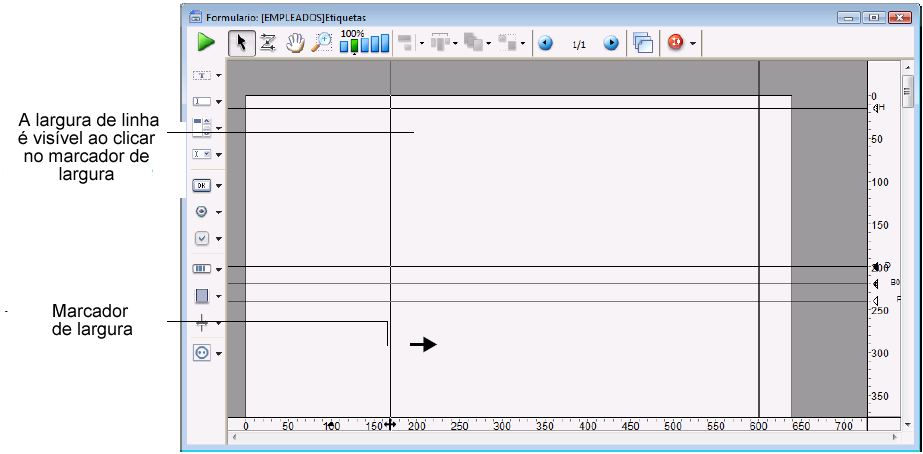 Formulario: [EMPLEADOS]Etiquetas
100%
1/1
T
OK
A largura de linha
é visível ao clicar
no marcador de
largura
Marcador
de largura
0
H
50
100
150
D
200
B0
250
300
350
0 50 100 150 200 250 300 350 400 450 500 550 600 650 700